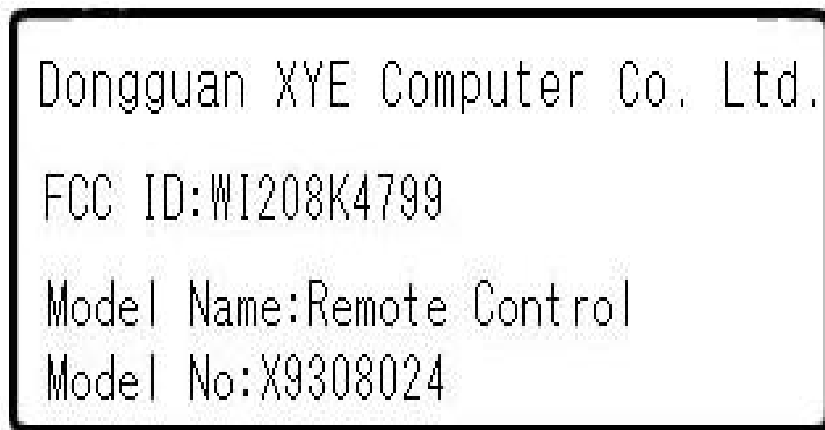 Dongguan XYE Computer Co. Ltd.
FCC ID:WI208K4799
Model Name:Remote Control
Model No:X9308024